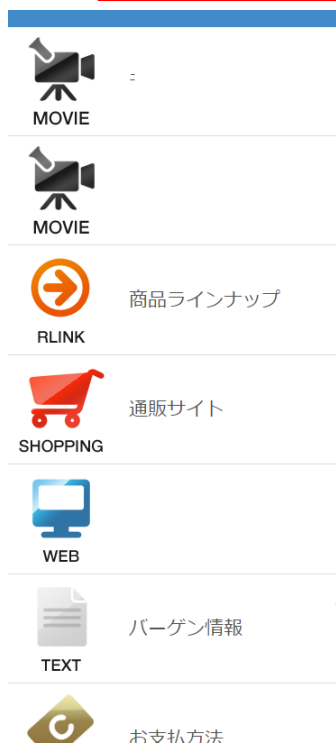 MOVIE
MOVIE
商品ラインナップ
RLINK
通販サイト
SHOPPING
WEB
バーゲン情報
TEXT
お支払方法